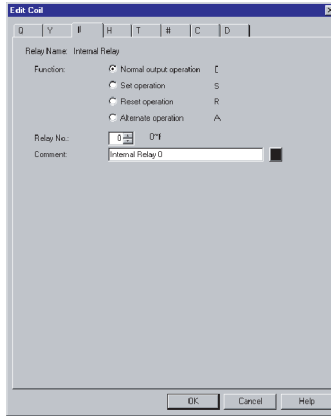 Edit Coil
Q Y M H T # C D
Relay Name: Internal Relay
Function: Normal output operation [
Set operation S
Reset operation R
Alternate operation A
Relay No.: 0 0~f
Comment: Internal Relay 0
OK Cancel Help